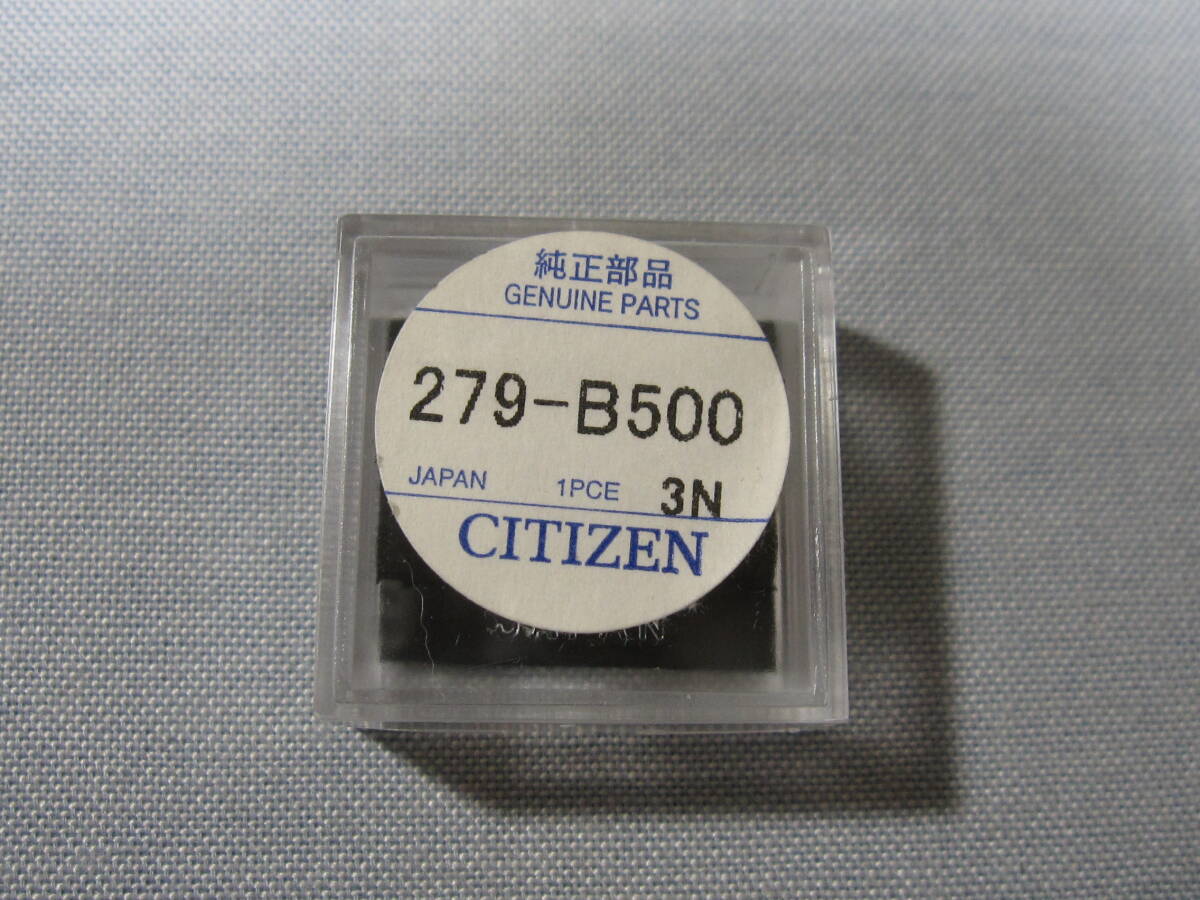 純正部品
GENUINE PARTS
279-B500
JAPAN 1PCE 3N
CITIZEN